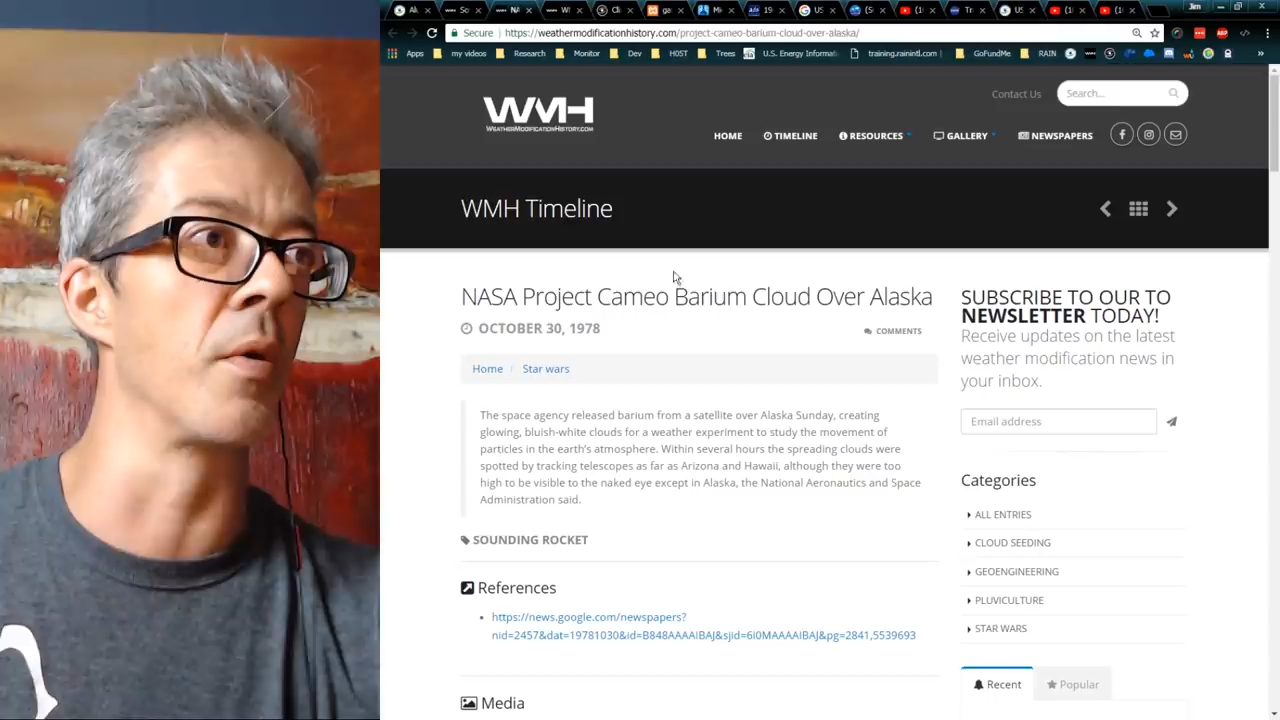 Jim
Secure
https://weathermodificationhistory.com/project-cameo-barium-cloud-over-alaska/
Apps
my videos
Research
Monitor
Dev
H05T
Trees
U.S. Energy Informati
training.rainintl.com
GoFundMe
RAIN
WMH
WEATHERMODIFICATIONHISTORY.COM
Contact Us
Search...
HOME
TIMELINE
RESOURCES
GALLERY
NEWSPAPERS
WMH Timeline
NASA Project Cameo Barium Cloud Over Alaska
OCTOBER 30, 1978
COMMENTS
Home / Star wars
The space agency released barium from a satellite over Alaska Sunday, creating
glowing, bluish-white clouds for a weather experiment to study the movement of
particles in the earth's atmosphere. Within several hours the spreading clouds were
spotted by tracking telescopes as far as Arizona and Hawaii, although they were too
high to be visible to the naked eye except in Alaska, the National Aeronautics and Space
Administration said.
SOUNDING ROCKET
References
https://news.google.com/newspapers?
nid=2457&dat=19781030&id=B848AAAAIBAJ&sjid=6i0MAAAAIBAJ&pg=2841,5539693
Media
SUBSCRIBE TO OUR TO
NEWSLETTER TODAY!
Receive updates on the latest
weather modification news in
your inbox.
Email address
Categories
ALL ENTRIES
CLOUD SEEDING
GEOENGINEERING
PLUVICULTURE
STAR WARS
Recent
Popular